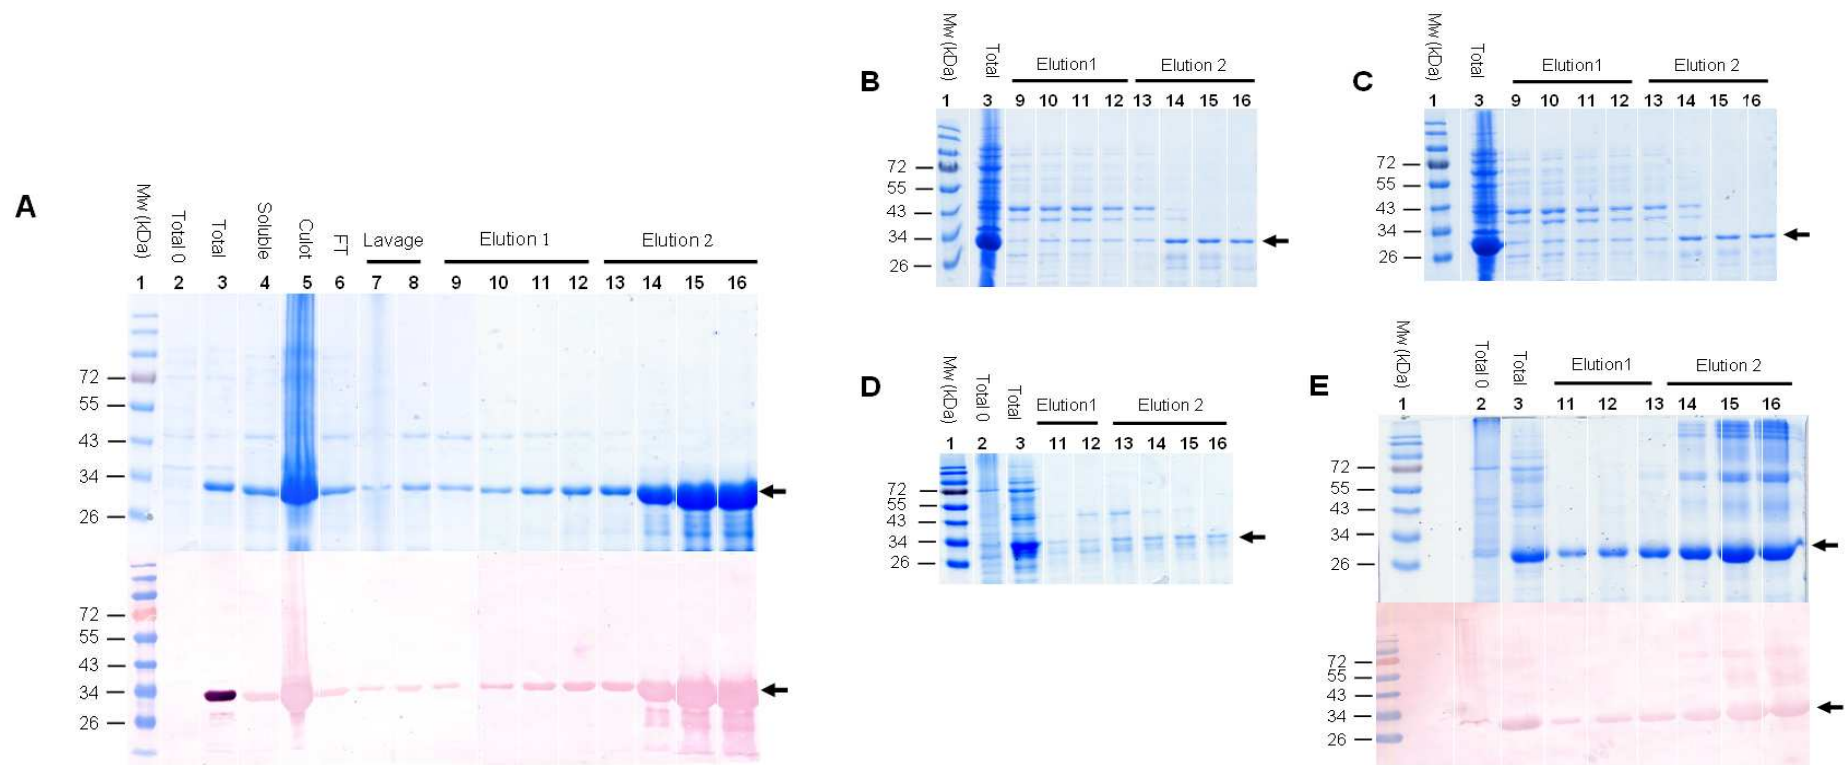 A
Mw (kDa)
Total 0
Total
Soluble
Culot
FT
Lavage
Elution 1
Elution 2
1 2 3 4 5 6 7 8 9 10 11 12 13 14 15 16
72
55
43
34
26
72
55
43
34
26
B
Mw (kDa)
Total
Elution1
Elution 2
1 3 9 10 11 12 13 14 15 16
72
55
43
34
26
C
Mw (kDa)
Total
Elution1
Elution 2
1 3 9 10 11 12 13 14 15 16
72
55
43
34
26
D
Mw (kDa)
Total 0
Total
Elution1
Elution 2
1 2 3 11 12 13 14 15 16
72
55
43
34
26
E
Mw (kDa)
Total 0
Total
Elution1
Elution 2
1 2 3 11 12 13 14 15 16
72
55
43
34
26
72
55
43
34
26